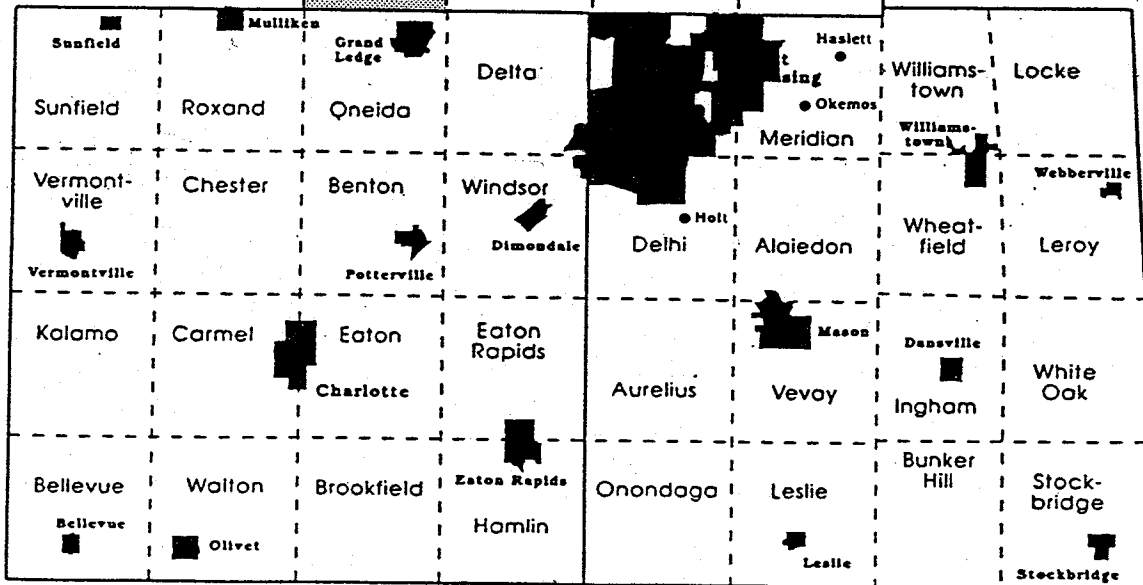 Sunfield
Mulliken
Grand
Ledge
Delta
t
sing
Haslett
Okemos
Williams-
town
Locke
Sunfield
Roxand
Oneida
Meridian
Williams-
town
Webberville
Vermont-
ville
Chester
Benton
Windsor
Vermontville
Potterville
Dimondale
Holt
Delhi
Alaiedon
Wheat-
field
Leroy
Kalamo
Carmel
Eaton
Eaton
Rapids
Charlotte
Mason
Dansville
Aurelius
Vevay
Ingham
White
Oak
Bellevue
Walton
Brookfield
Eaton Rapids
Hamlin
Onondaga
Leslie
Bunker
Hill
Stock-
bridge
Bellevue
Olivet
Leslie
Stockbridge